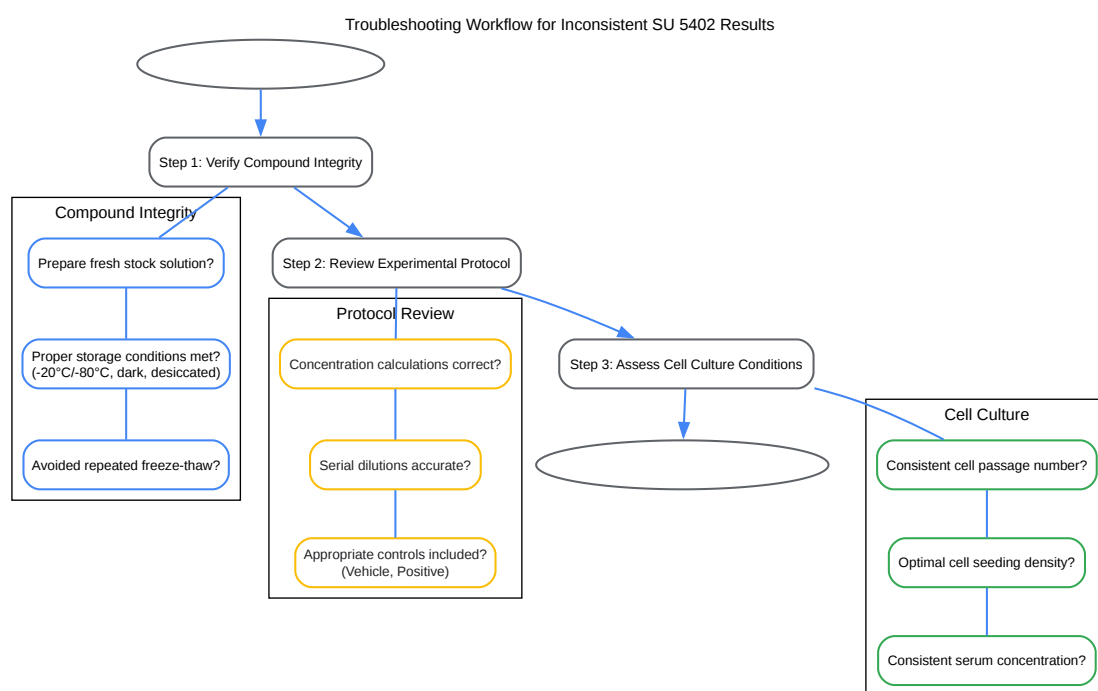 Troubleshooting Workflow for Inconsistent SU 5402 Results
Step 1: Verify Compound Integrity
Compound Integrity
Prepare fresh stock solution?
Proper storage conditions met?
(-20°C/-80°C, dark, desiccated)
Avoided repeated freeze-thaw?
Step 2: Review Experimental Protocol
Protocol Review
Concentration calculations correct?
Serial dilutions accurate?
Appropriate controls included?
(Vehicle, Positive)
Step 3: Assess Cell Culture Conditions
Cell Culture
Consistent cell passage number?
Optimal cell seeding density?
Consistent serum concentration?